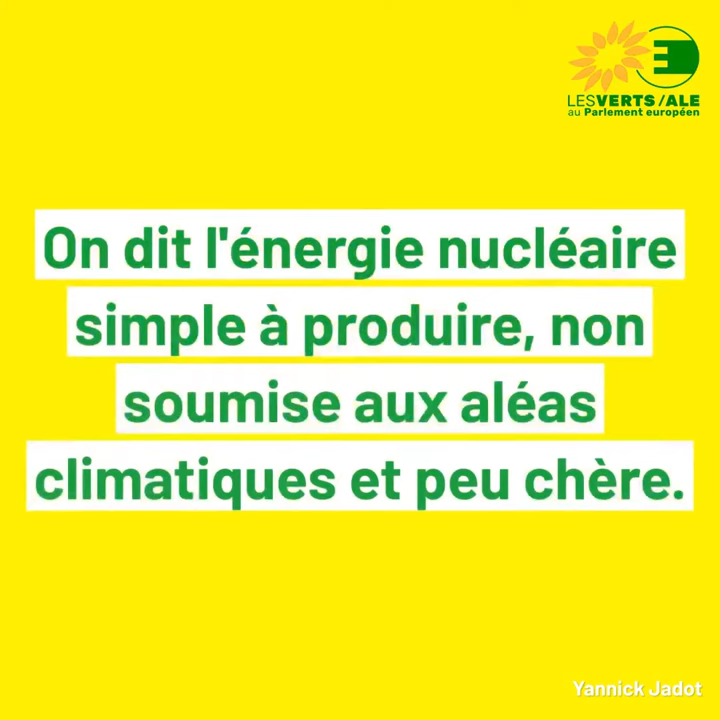 LESVERTS/ALE
au Parlement européen
On dit l'énergie nucléaire
simple à produire, non
soumise aux aléas
climatiques et peu chère.
Yannick Jadot